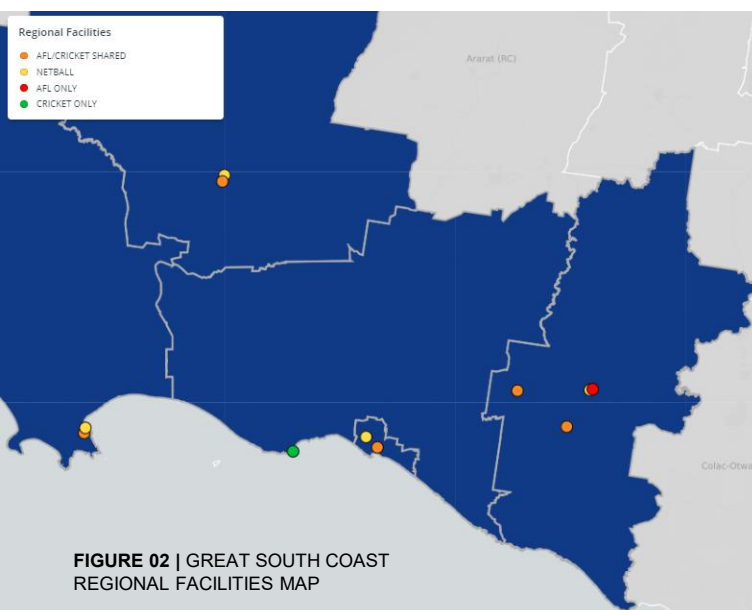 Regional Facilities
AFL/CRICKET SHARED
NETBALL
AFL ONLY
CRICKET ONLY
Ararat (RC)
Colac-Otwa
FIGURE 02 | GREAT SOUTH COAST
REGIONAL FACILITIES MAP